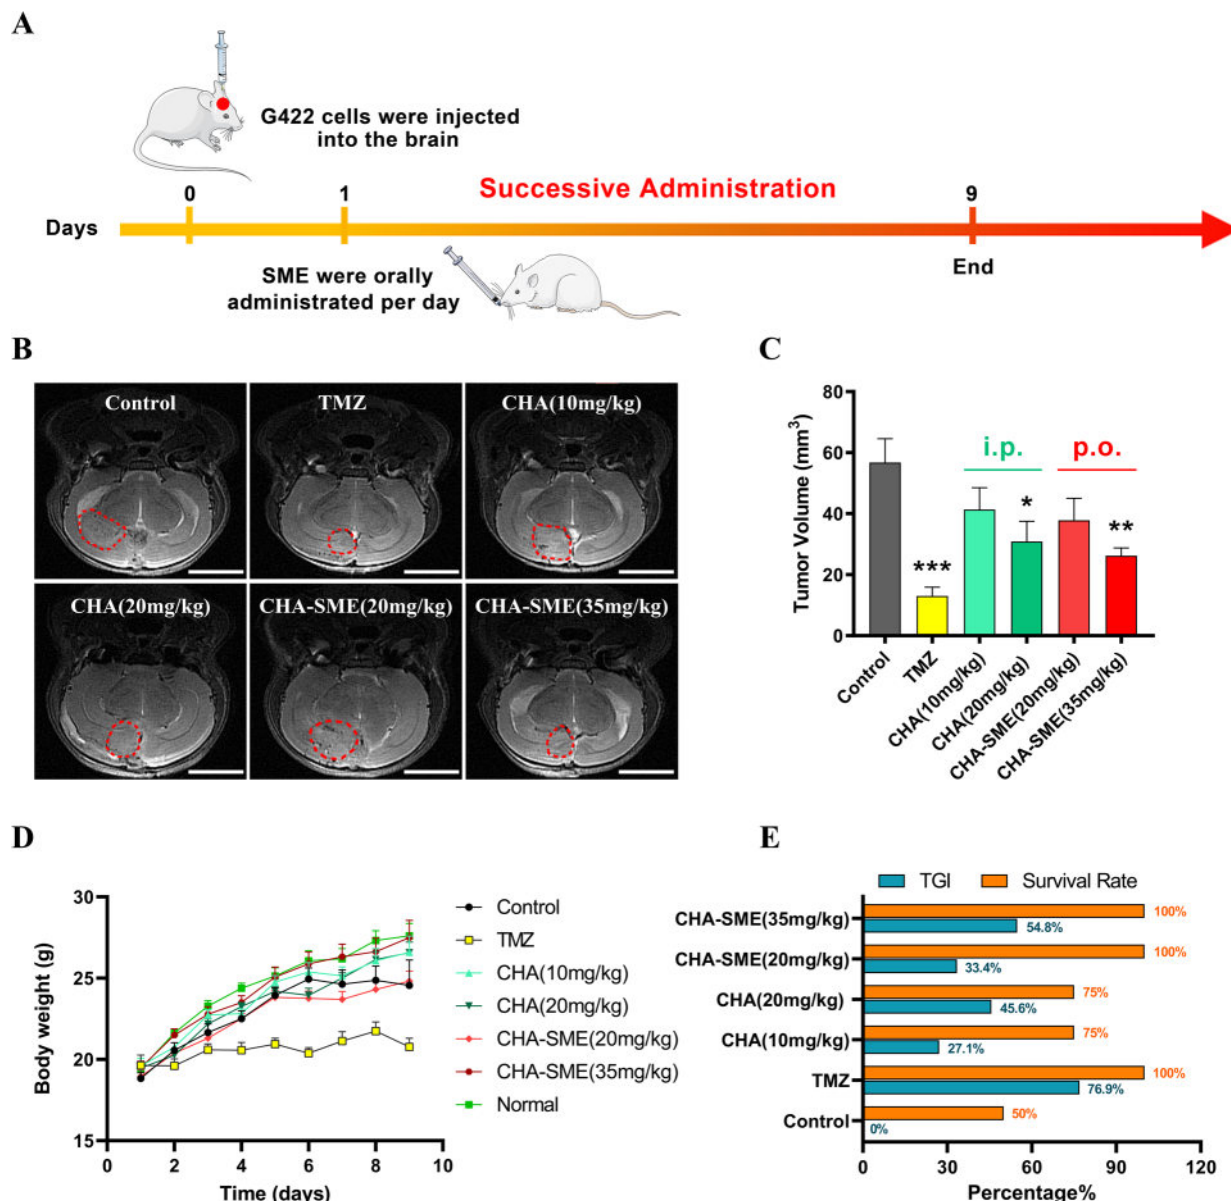 A
G422 cells were injected
into the brain
0
1
Successive Administration
9
Days
SME were orally
administrated per day
End
B
Control
TMZ
CHA(10mg/kg)
CHA(20mg/kg)
CHA-SME(20mg/kg)
CHA-SME(35mg/kg)
C
80
60
40
20
0
Tumor Volume (mm³)
i.p.
p.o.
***
*
**
Control
TMZ
CHA(10mg/kg)
CHA(20mg/kg)
CHA-SME(20mg/kg)
CHA-SME(35mg/kg)
D
30
25
20
15
Body weight (g)
0
2
4
6
8
10
Time (days)
Control
TMZ
CHA(10mg/kg)
CHA(20mg/kg)
CHA-SME(20mg/kg)
CHA-SME(35mg/kg)
Normal
E
TGI
Survival Rate
CHA-SME(35mg/kg)
100%
54.8%
CHA-SME(20mg/kg)
100%
33.4%
CHA(20mg/kg)
75%
45.6%
CHA(10mg/kg)
75%
27.1%
TMZ
100%
76.9%
Control
50%
0%
0
30
60
90
120
Percentage%